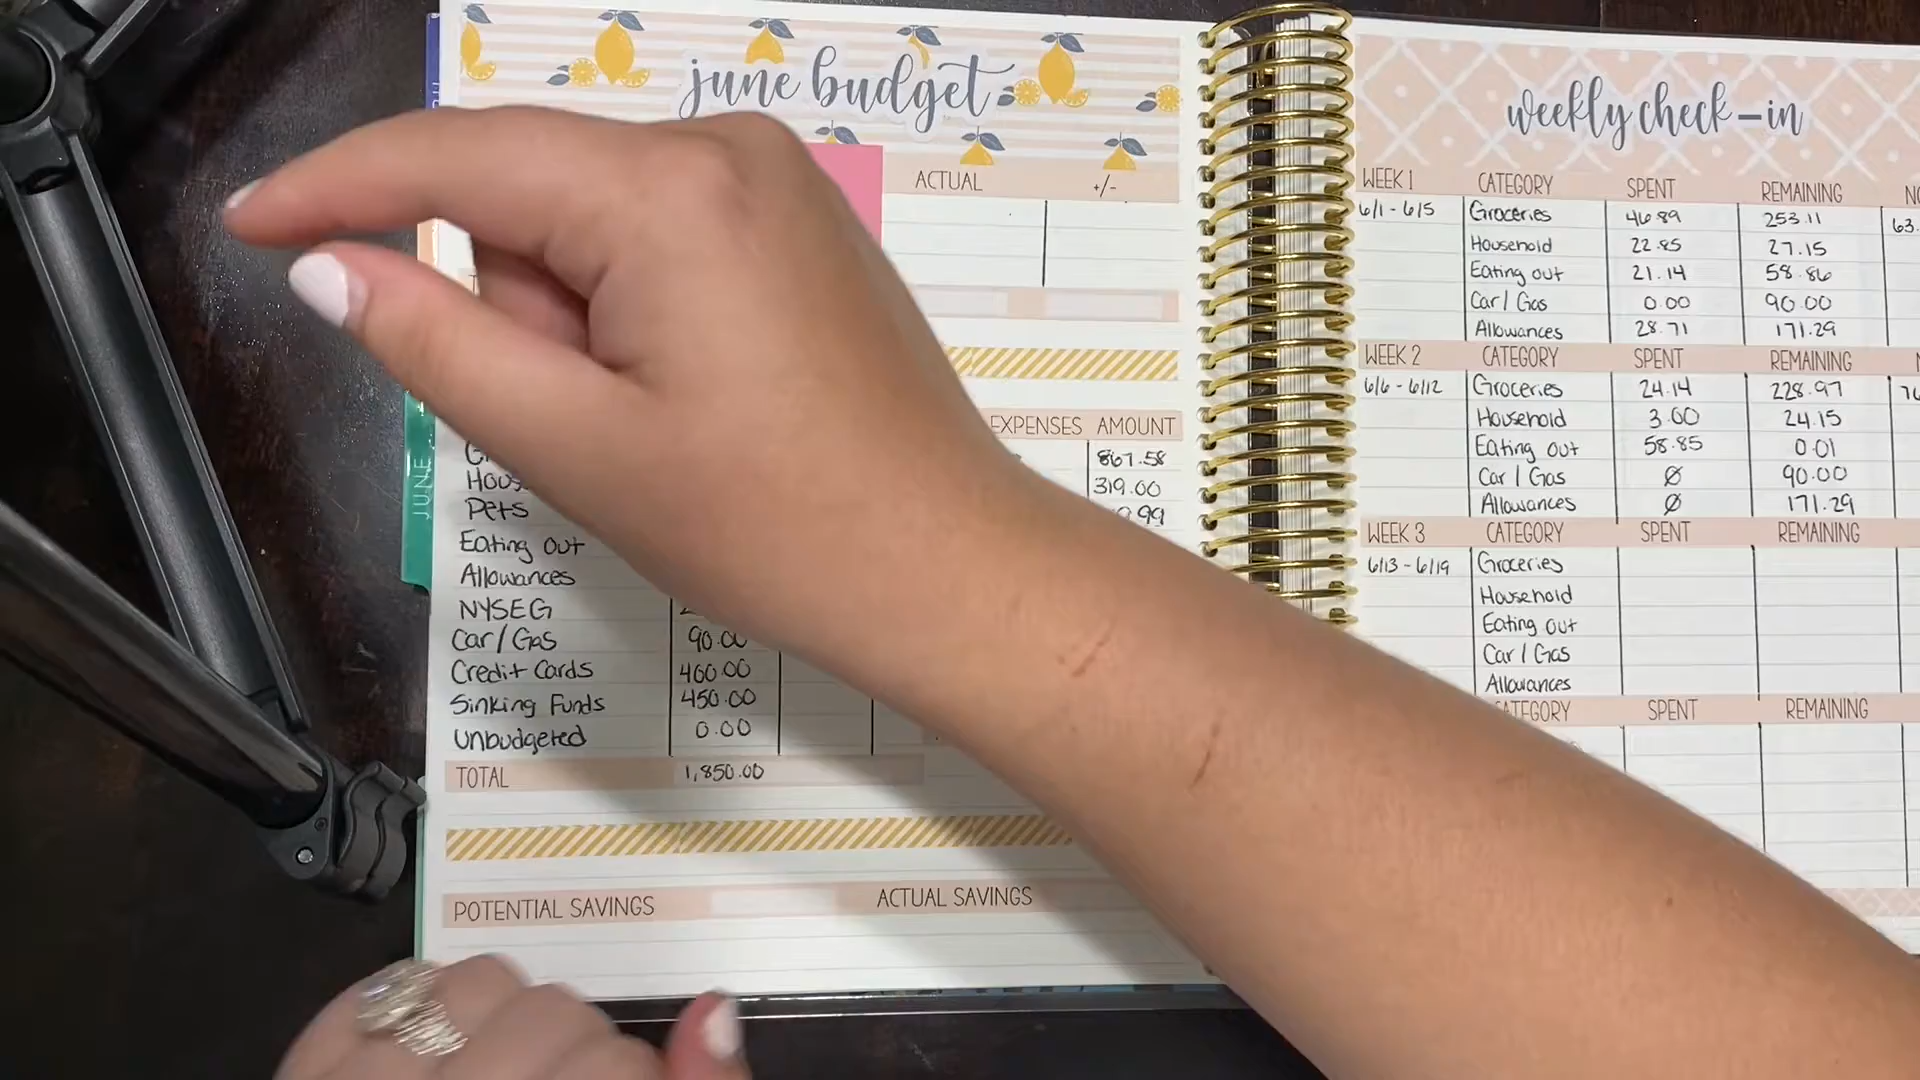 june budget
ACTUAL +/-
EXPENSES AMOUNT
867.58
319.00
Pets
Eating out
Allowances
NYSEG
Car/Gas 90.00
Credit Cards 400.00
Sinking Funds 450.00
Unbudgeted 0.00
TOTAL 1,850.00
POTENTIAL SAVINGS ACTUAL SAVINGS
JUNE
weekly check-in
WEEK 1 CATEGORY SPENT REMAINING
6/1 - 6/5 Groceries 46.89 253.11 63.
Household 22.85 27.15
Eating out 21.14 58.86
Car/ Gas 0.00 90.00
Allowances 28.71 171.29
WEEK 2 CATEGORY SPENT REMAINING
6/6 - 6/12 Groceries 24.14 228.97
Household 3.00 24.15
Eating out 58.85 0.01
Car / Gas Ø 90.00
Allowances Ø 171.29
WEEK 3 CATEGORY SPENT REMAINING
6/13 - 6/19 Groceries
Household
Eating out
Car / Gas
Allowances
CATEGORY SPENT REMAINING